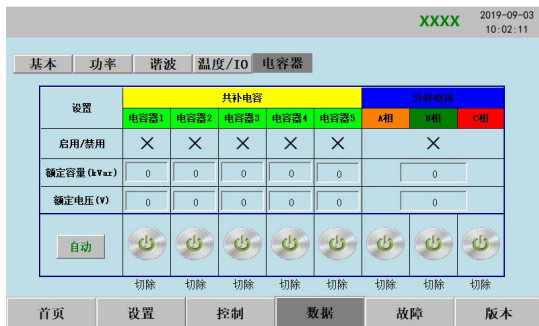 XXXX 2019-09-03
10:02:11
基本 功率 谐波 温度/IO 电容器
设置 共补电容 分补电容
电容器1 电容器2 电容器3 电容器4 电容器5 A相 B相 C相
启用/禁用 × × × × × ×
额定容量(kVar) 0 0 0 0 0 0
额定电压(V) 0 0 0 0 0 0
自动
切除 切除 切除 切除 切除 切除 切除 切除
首页 设置 控制 数据 故障 版本